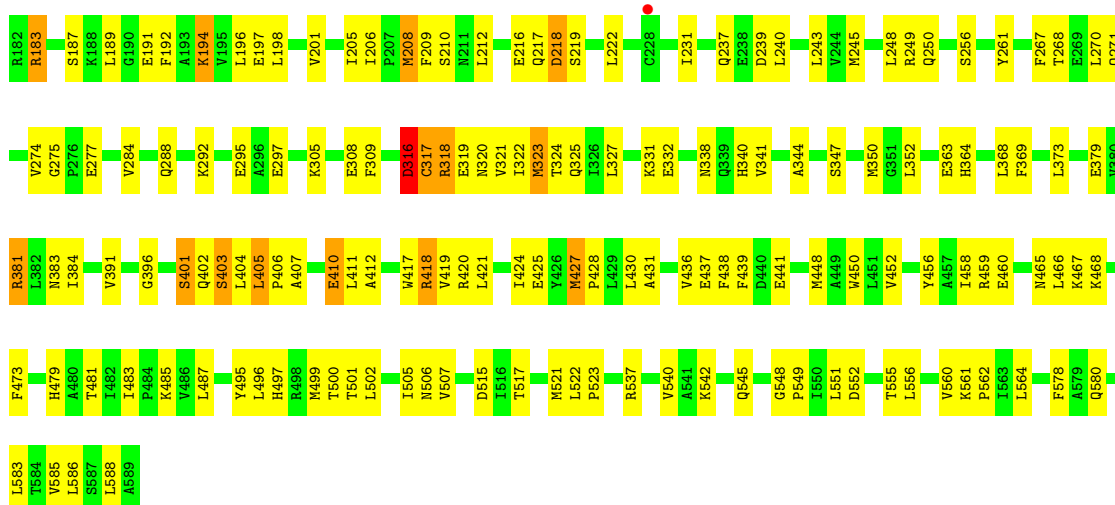 R182 R183 S187 K188 L189 G190 E191 F192 A193 K194 V195 L196 E197 L198 V201 I205 I206 P207 M208 F209 S210 N211 L212 E216 Q217 D218 S219 L222 C228 I231 Q237 E238 D239 L240 L243 V244 M245 L248 R249 Q250 S256 Y261 F267 T268 E269 L270
V274 G275 P276 E277 V284 Q288 K292 E295 A296 E297 K305 E308 F309 D316 C317 R318 E319 N320 V321 I322 M323 T324 Q325 I326 L327 K331 E332 N338 Q339 H340 V341 A344 S347 M350 G351 L352 E363 H364 L368 F369 L373 E379
R381 L382 N383 I384 V391 G396 S401 Q402 S403 L404 L405 P406 A407 E410 L411 A412 W417 R418 V419 R420 L421 I424 E425 Y426 M427 P428 L429 L430 A431 V436 E437 F438 F439 D440 E441 M448 A449 W450 L451 V452 Y456 A457 I458 R459 E460 N465 L466 K467 K468
F473 H479 A480 T481 I482 I483 P484 K485 V486 L487 Y495 L496 H497 R498 M499 T500 T501 L502 I505 N506 V507 D515 I516 T517 M521 L522 P523 R537 V540 A541 K542 Q545 G548 P549 I550 L551 D552 T555 L556 V560 K561 P562 I563 L564 F578 A579 Q580
L583 T584 V585 L586 S587 L588 A589